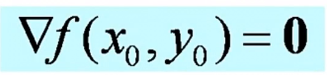 ∇f(x₀, y₀) = 𝟎